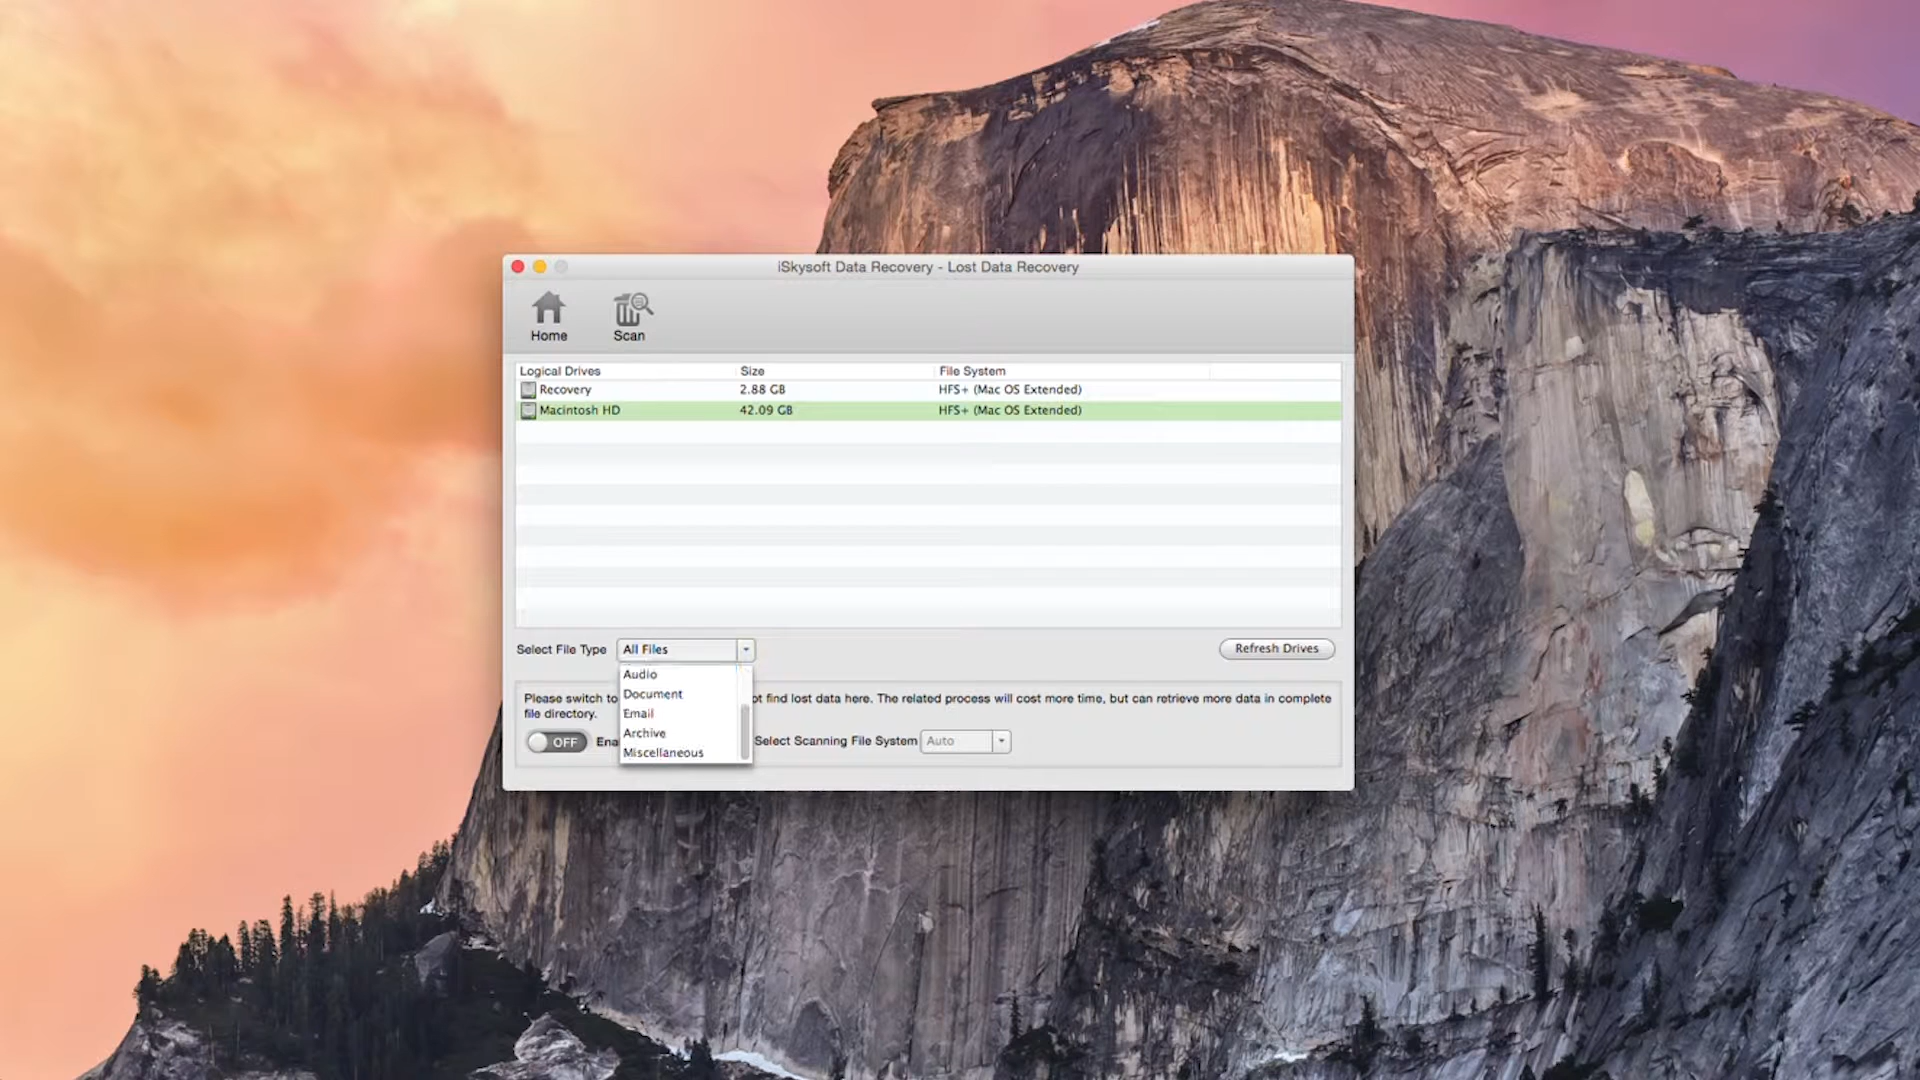 iSkysoft Data Recovery - Lost Data Recovery
Home
Scan
Logical Drives Size File System
Recovery 2.88 GB HFS+ (Mac OS Extended)
Macintosh HD 42.09 GB HFS+ (Mac OS Extended)
Select File Type All Files Refresh Drives
Audio
Document
Email
Archive
Miscellaneous
Please switch to ot find lost data here. The related process will cost more time, but can retrieve more data in complete
file directory.
OFF Ena Select Scanning File System Auto